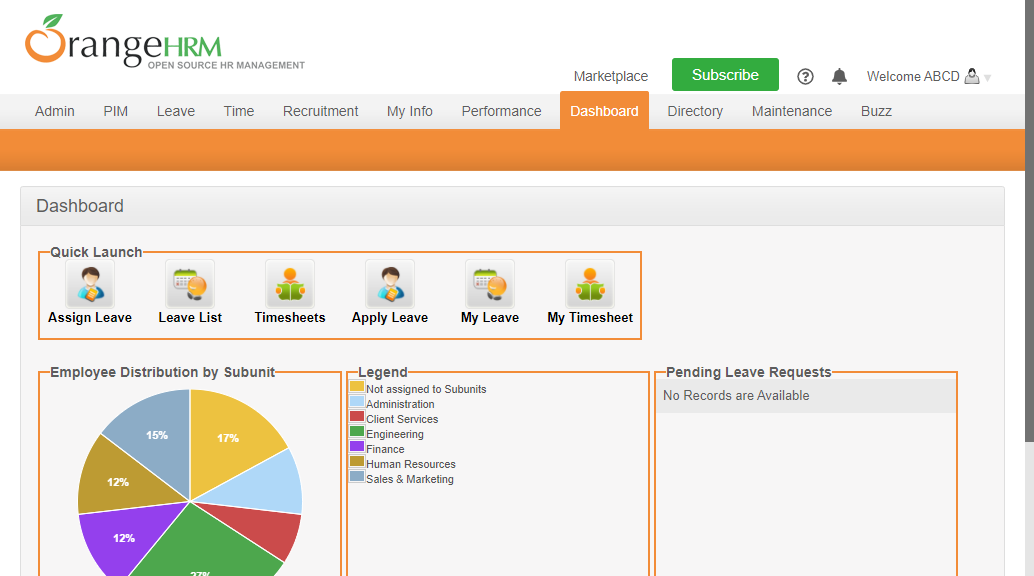 OrangeHRM
OPEN SOURCE HR MANAGEMENT
Marketplace Subscribe ? Welcome ABCD
Admin PIM Leave Time Recruitment My Info Performance Dashboard Directory Maintenance Buzz
Dashboard
Quick Launch
Assign Leave Leave List Timesheets Apply Leave My Leave My Timesheet
Employee Distribution by Subunit
17%
15%
12%
12%
27%
Legend
Not assigned to Subunits
Administration
Client Services
Engineering
Finance
Human Resources
Sales & Marketing
Pending Leave Requests
No Records are Available